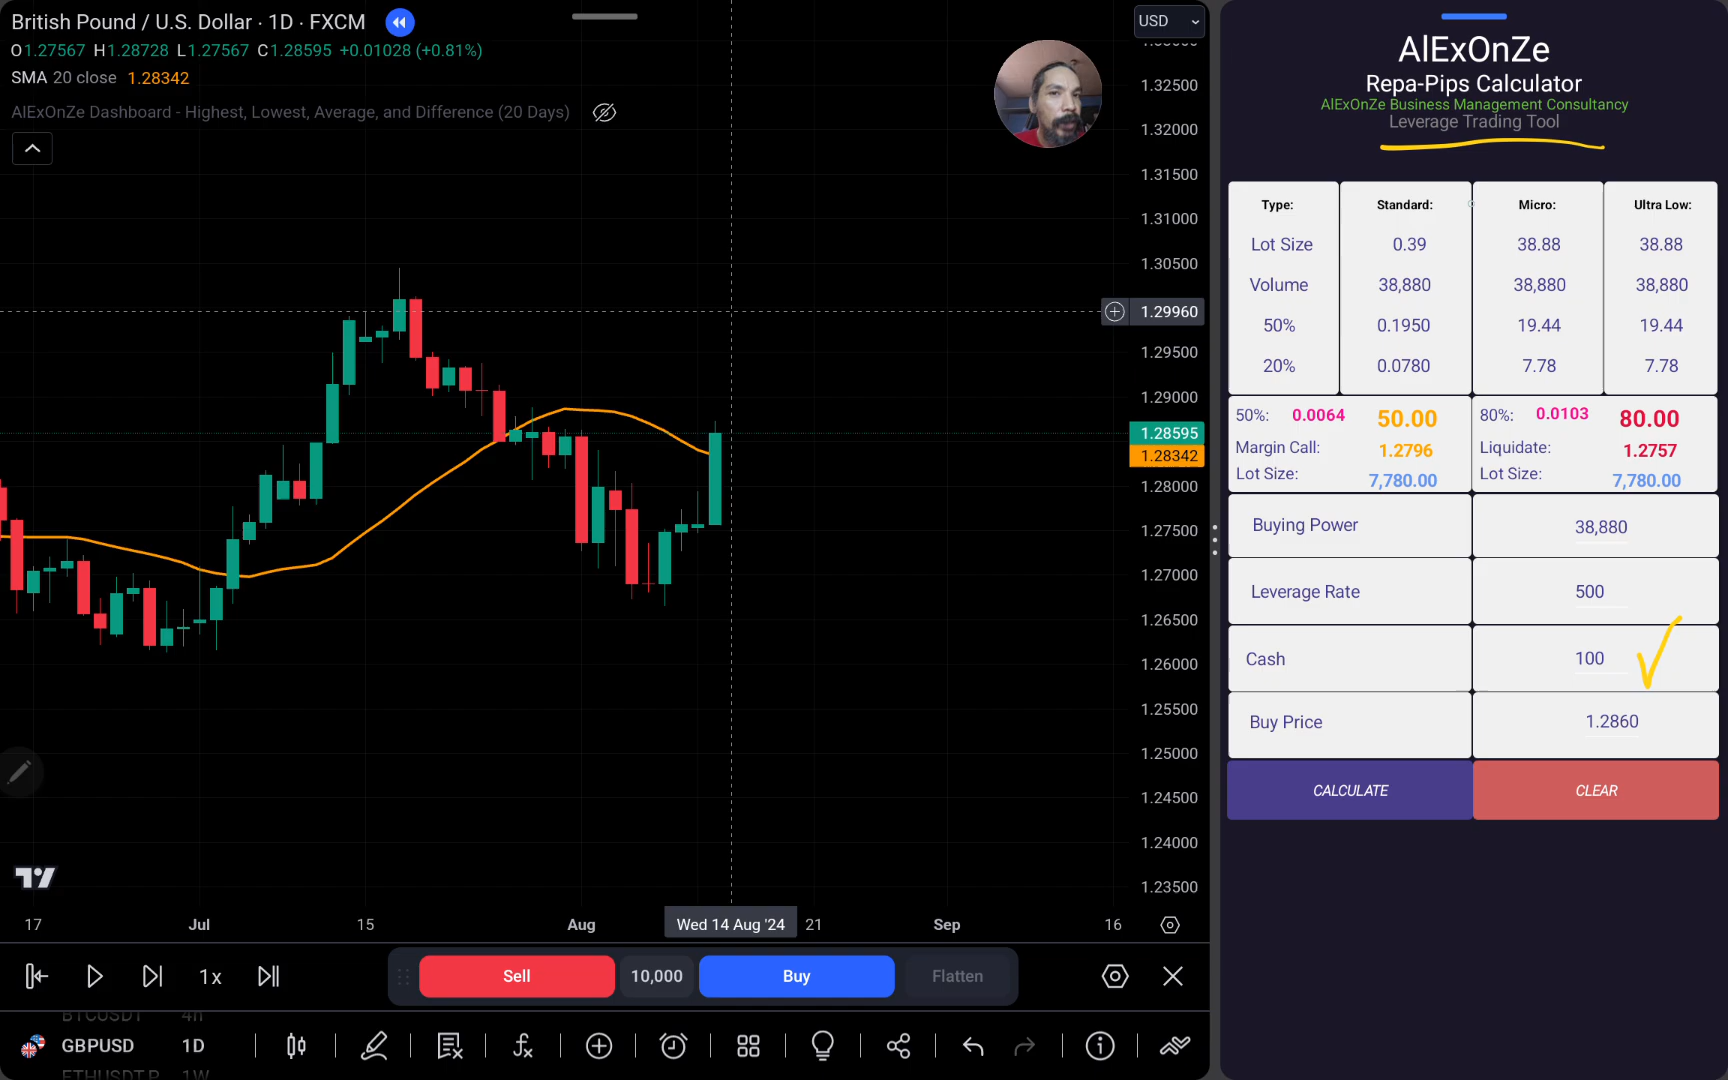 British Pound / U.S. Dollar · 1D · FXCM
O1.27567 H1.28728 L1.27567 C1.28595 +0.01028 (+0.81%)
SMA 20 close 1.28342
AlExOnZe Dashboard - Highest, Lowest, Average, and Difference (20 Days)
USD
1.32500
1.32000
1.31500
1.31000
1.30500
1.29960
1.29500
1.29000
1.28595
1.28342
1.28000
1.27500
1.27000
1.26500
1.26000
1.25500
1.25000
1.24500
1.24000
1.23500
17 Jul 15 Aug Wed 14 Aug '24 21 Sep 16
1x
Sell 10,000 Buy Flatten
BTCUSDT 4h
GBPUSD 1D
ETHUSDT.P 1W
AlExOnZe
Repa-Pips Calculator
AlExOnZe Business Management Consultancy
Leverage Trading Tool
Type: Standard: Micro: Ultra Low:
Lot Size 0.39 38.88 38.88
Volume 38,880 38,880 38,880
50% 0.1950 19.44 19.44
20% 0.0780 7.78 7.78
50%: 0.0064 50.00 80%: 0.0103 80.00
Margin Call: 1.2796 Liquidate: 1.2757
Lot Size: 7,780.00 Lot Size: 7,780.00
Buying Power 38,880
Leverage Rate 500
Cash 100
Buy Price 1.2860
CALCULATE CLEAR